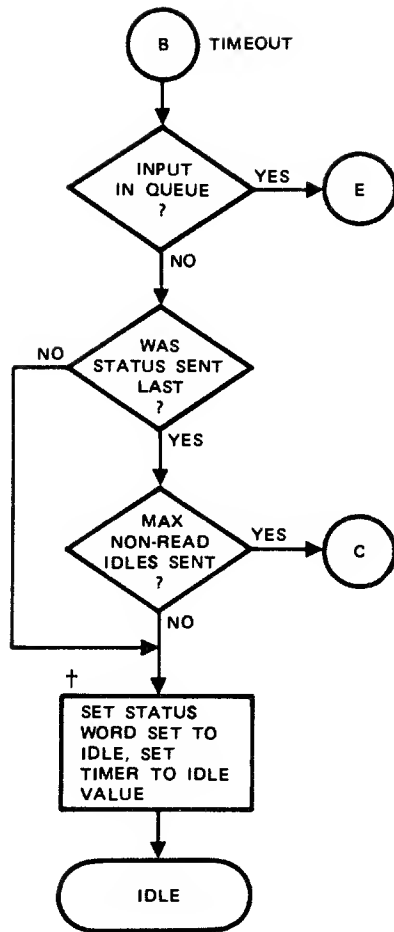 B TIMEOUT
INPUT
IN QUEUE
?
YES
E
NO
NO
WAS
STATUS SENT
LAST
?
YES
MAX
NON-READ
IDLES SENT
?
YES
C
NO
†
SET STATUS
WORD SET TO
IDLE, SET
TIMER TO IDLE
VALUE
IDLE